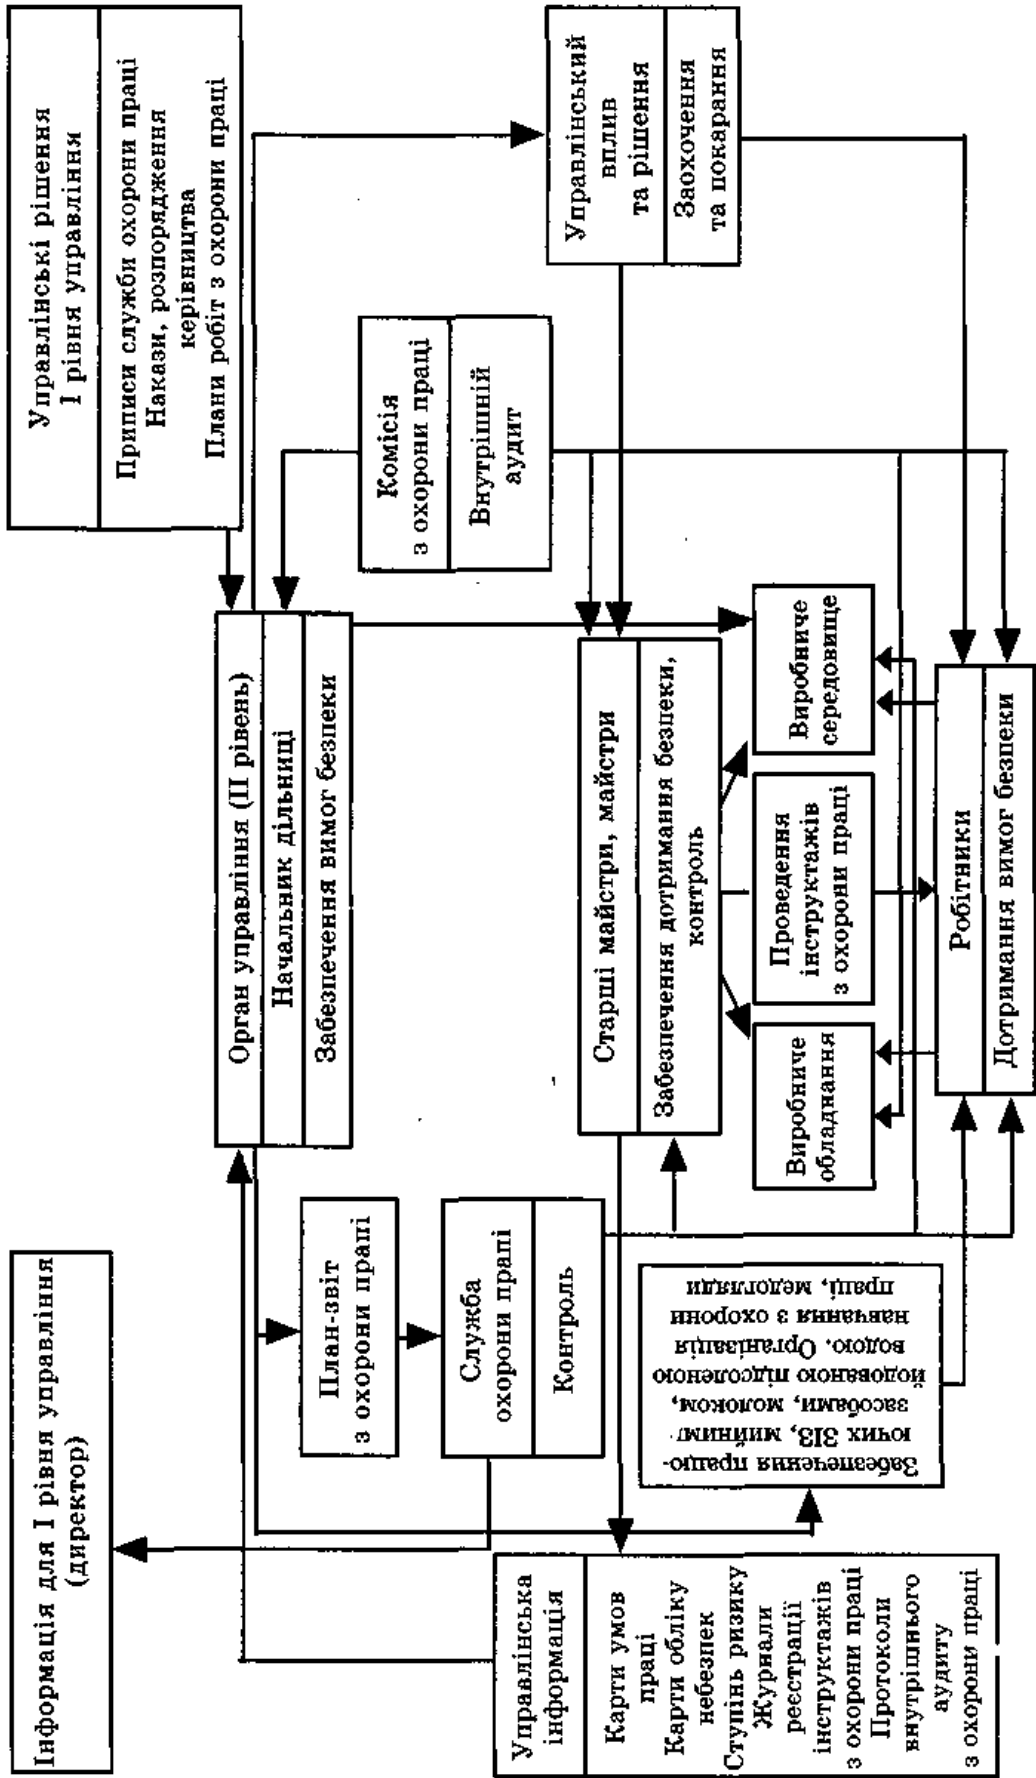 Інформація для І рівня управління
(директор)
Управлінські рішення
І рівня управління
Приписи служби охорони праці
Накази, розпорядження
керівництва
Плани робіт з охорони праці
Орган управління (ІІ рівень)
Начальник дільниці
Забезпечення вимог безпеки
План-звіт
з охорони прапі
Комісія
з охорони праці
Внутрішній
аудит
Служба
охорони прапі
Контроль
Управлінська
інформація
Карти умов
праці
Карти обліку
небезпек
Ступінь ризику
Журнали
реєстрації
інструктажів
з охорони праці
Протоколи
внутрішнього
аудиту
з охорони праці
Управлінський
вплив
та рішення
Заохочення
та покарання
Старші майстри, майстри
Забезпечення дотримання безпеки,
контроль
Забезпечення працю-
ючих ЗІЗ, мийним
засобами, молоком,
йодованою підсоленою
водою. Організація
навчання з охорони
праці, медогляди
Виробниче
обладнання
Проведення
інструктажів
з охорони праці
Виробниче
середовище
Робітники
Дотримання вимог безпеки